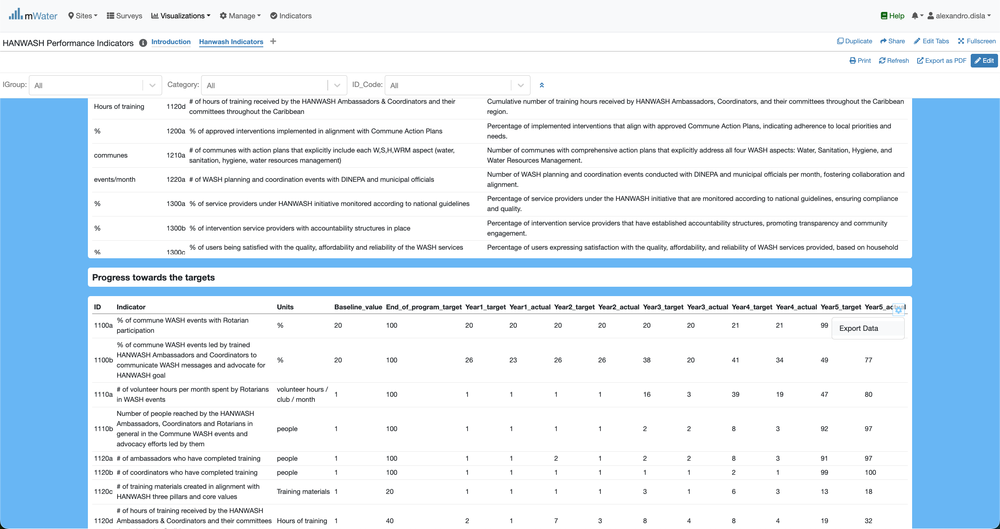 mWater Sites Surveys Visualizations Manage Indicators Help alexandro.disla
HANWASH Performance Indicators Introduction Hanwash Indicators + Duplicate Share Edit Tabs Fullscreen
Print Refresh Export as PDF Edit
IGroup: All Category: All ID_Code: All
Hours of training 1120d # of hours of training received by the HANWASH Ambassadors & Coordinators and their committees throughout the Caribbean Cumulative number of training hours received by HANWASH Ambassadors, Coordinators, and their committees throughout the Caribbean region.
% 1200a % of approved interventions implemented in alignment with Commune Action Plans Percentage of implemented interventions that align with approved Commune Action Plans, indicating adherence to local priorities and needs.
communes 1210a # of communes with action plans that explicitly include each W,S,H,WRM aspect (water, sanitation, hygiene, water resources management) Number of communes with comprehensive action plans that explicitly address all four WASH aspects: Water, Sanitation, Hygiene, and Water Resources Management.
events/month 1220a # of WASH planning and coordination events with DINEPA and municipal officials Number of WASH planning and coordination events conducted with DINEPA and municipal officials per month, fostering collaboration and alignment.
% 1300a % of service providers under HANWASH initiative monitored according to national guidelines Percentage of service providers under the HANWASH initiative that are monitored according to national guidelines, ensuring compliance and quality.
% 1300b % of intervention service providers with accountability structures in place Percentage of intervention service providers that have established accountability structures, promoting transparency and community engagement.
% 1300c % of users being satisfied with the quality, affordability and reliability of the WASH services Percentage of users expressing satisfaction with the quality, affordability, and reliability of WASH services provided, based on household
Progress towards the targets
ID Indicator Units Baseline_value End_of_program_target Year1_target Year1_actual Year2_target Year2_actual Year3_target Year3_actual Year4_target Year4_actual Year5_target Year5_actual
1100a % of commune WASH events with Rotarian participation % 20 100 20 20 20 20 20 20 21 21 99
Export Data
1100b % of commune WASH events led by trained HANWASH Ambassadors and Coordinators to communicate WASH messages and advocate for HANWASH goal % 20 100 26 23 26 26 38 20 41 34 49 77
1110a # of volunteer hours per month spent by Rotarians in WASH events volunteer hours / club / month 1 100 1 1 1 1 16 3 39 19 47 80
1110b Number of people reached by the HANWASH Ambassadors, Coordinators and Rotarians in general in the Commune WASH events and advocacy efforts led by them people 1 100 1 1 1 1 2 2 8 3 92 97
1120a # of ambassadors who have completed training people 1 100 1 1 2 1 2 2 8 3 91 97
1120b # of coordinators who have completed training people 1 100 1 1 1 1 1 1 2 1 99 100
1120c # of training materials created in alignment with HANWASH three pillars and core values Training materials 1 20 1 1 1 1 3 1 6 3 13 18
1120d # of hours of training received by the HANWASH Ambassadors & Coordinators and their committees Hours of training 1 40 2 1 7 3 8 4 8 4 19 32